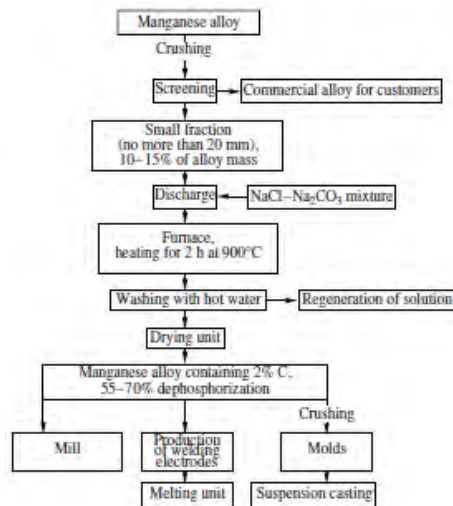 Manganese alloy
Crushing
Screening
Commercial alloy for customers
Small fraction
(no more than 20 mm),
10–15% of alloy mass
Discharge
NaCl–Na₂CO₃ mixture
Furnace,
heating for 2 h at 900°C
Washing with hot water
Regeneration of solution
Drying unit
Manganese alloy containing 2% C,
55–70% dephosphorization
Crushing
Mill
Production
of welding
electrodes
Molds
Melting unit
Suspension casting